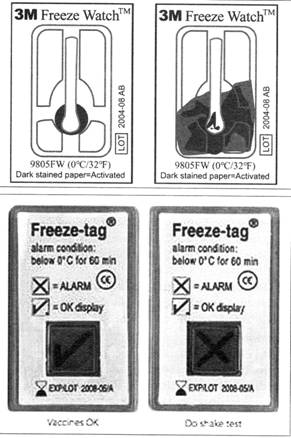 3M Freeze Watch™
LOT 2004-08 AB
9805FW (0°C/32°F)
Dark stained paper=Activated
3M Freeze Watch™
LOT 2004-08 AB
9805FW (0°C/32°F)
Dark stained paper=Activated
Freeze-tag®
alarm condition:
below 0°C for 60 min
CE
= ALARM
= OK display
EXP/LOT 2008-05/A
Vaccines OK
Freeze-tag®
alarm condition:
below 0°C for 60 min
CE
= ALARM
= OK display
EXP/LOT 2008-05/A
Do shake test